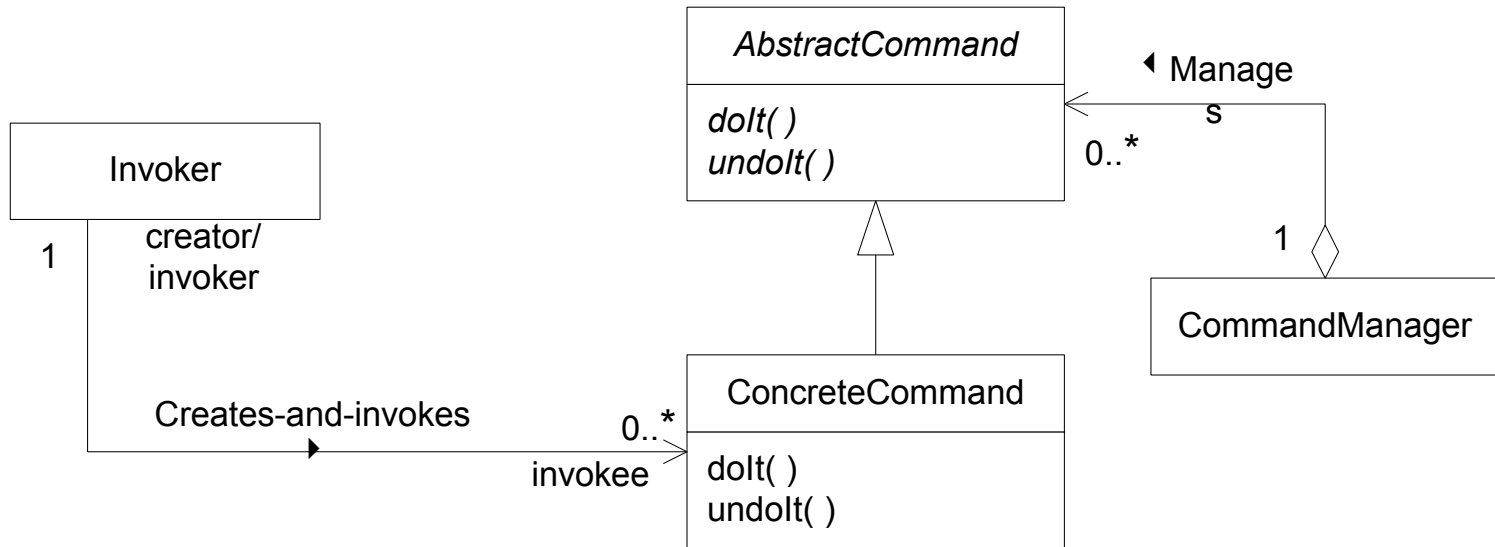 AbstractCommand
doIt( )
undoIt( )
Manage
s
0..*
1
CommandManager
Invoker
1
creator/
invoker
Creates-and-invokes
0..*
invokee
ConcreteCommand
doIt( )
undoIt( )